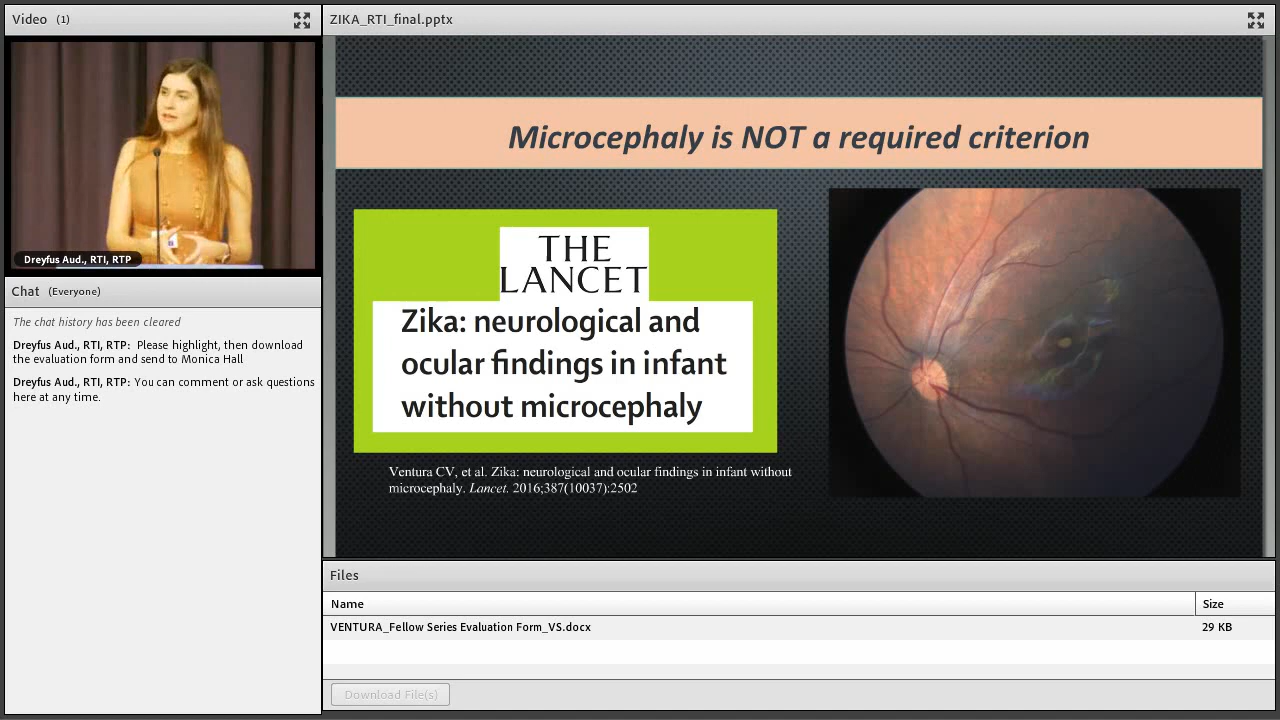 Video (1)
Dreyfus Aud., RTI, RTP
Chat (Everyone)
The chat history has been cleared
Dreyfus Aud., RTI, RTP: Please highlight, then download
the evaluation form and send to Monica Hall
Dreyfus Aud., RTI, RTP: You can comment or ask questions
here at any time.
ZIKA_RTI_final.pptx
Microcephaly is NOT a required criterion
THE
LANCET
Zika: neurological and
ocular findings in infant
without microcephaly
Ventura CV, et al. Zika: neurological and ocular findings in infant without
microcephaly. Lancet. 2016;387(10037):2502
Files
Name Size
VENTURA_Fellow Series Evaluation Form_VS.docx 29 KB
Download File(s)